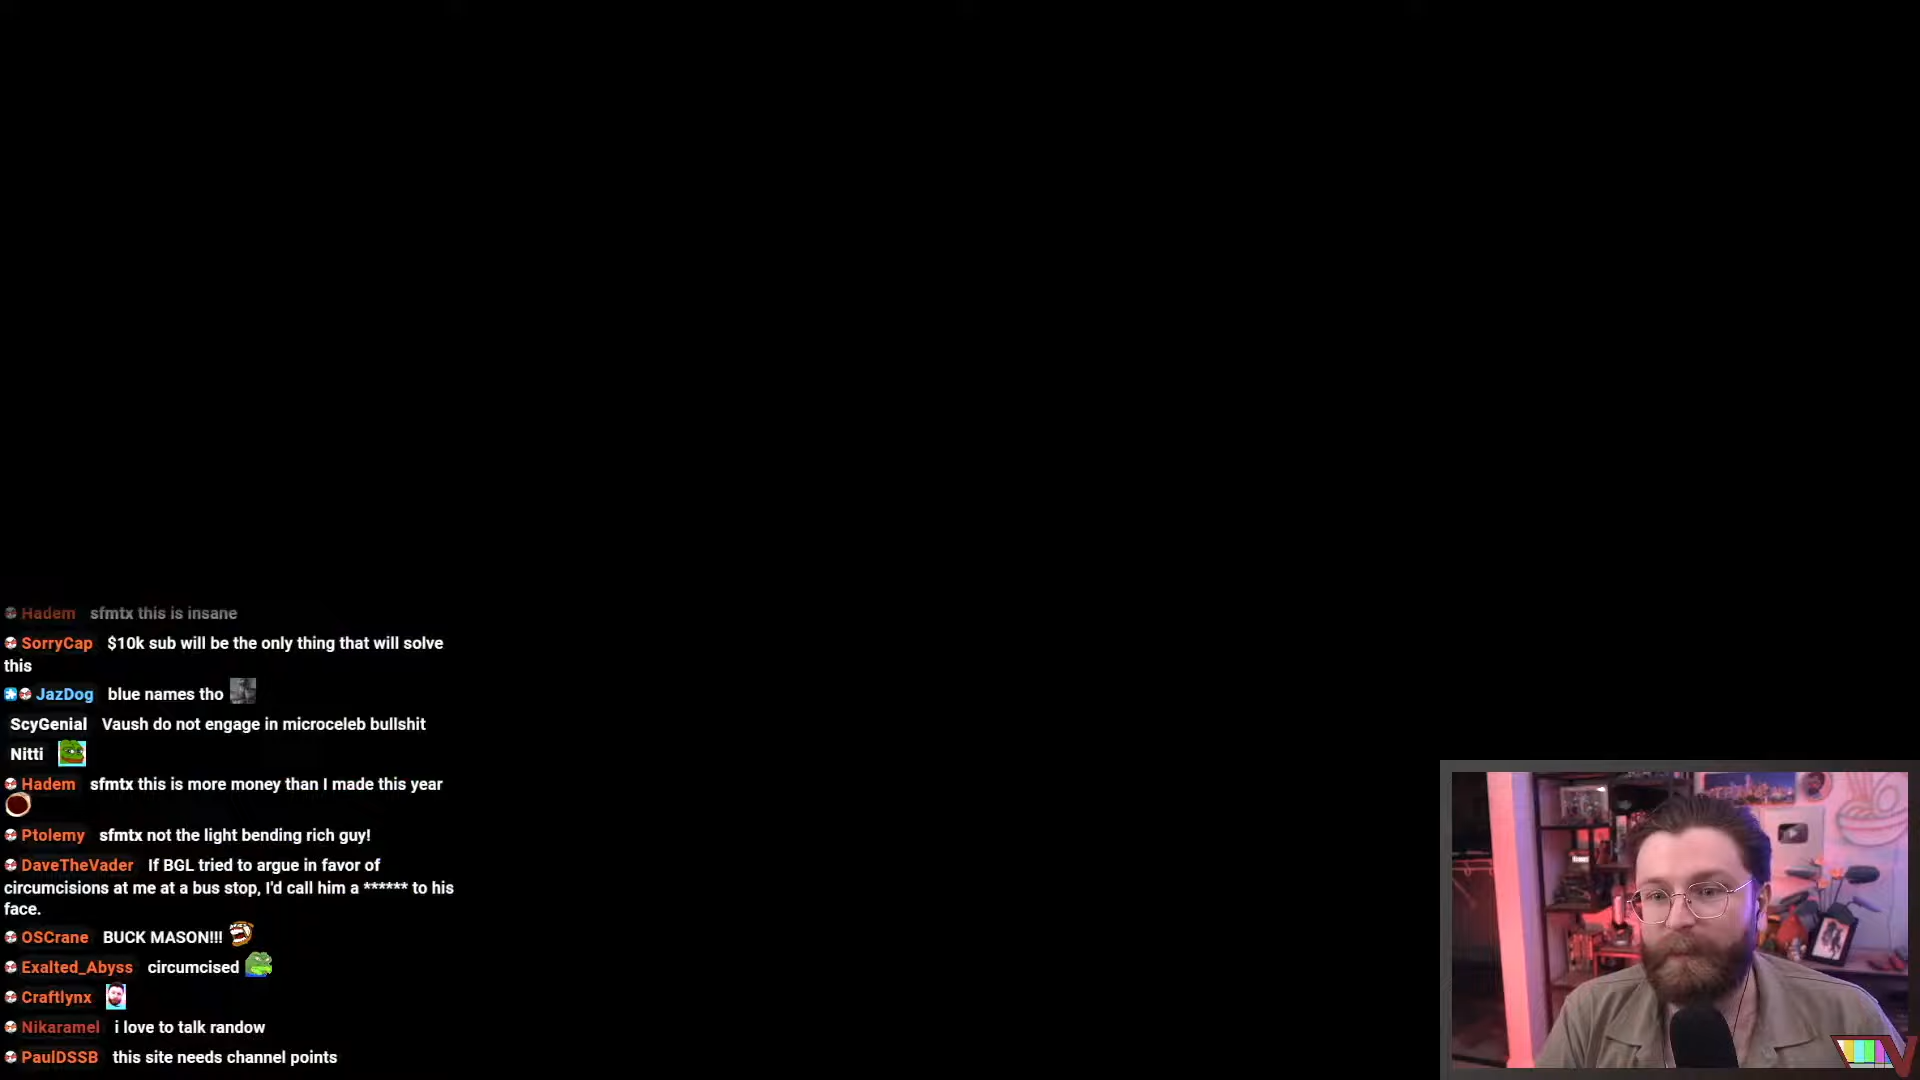 Hadem sfmtx this is insane
SorryCap $10k sub will be the only thing that will solve
this
JazDog blue names tho
ScyGenial Vaush do not engage in microceleb bullshit
Nitti
Hadem sfmtx this is more money than I made this year
Ptolemy sfmtx not the light bending rich guy!
DaveTheVader If BGL tried to argue in favor of
circumcisions at me at a bus stop, I'd call him a ****** to his
face.
OSCrane BUCK MASON!!!
Exalted_Abyss circumcised
Craftlynx
Nikaramel i love to talk randow
PaulDSSB this site needs channel points